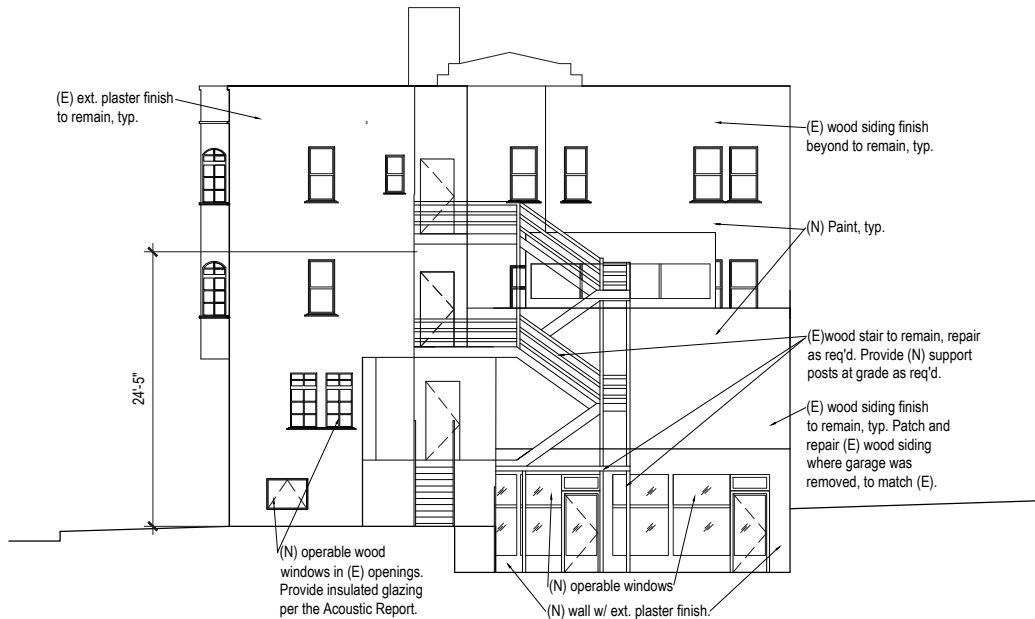 (E) ext. plaster finish
to remain, typ.
(E) wood siding finish
beyond to remain, typ.
(N) Paint, typ.
(E)wood stair to remain, repair
as req'd. Provide (N) support
posts at grade as req'd.
24'-5"
(E) wood siding finish
to remain, typ. Patch and
repair (E) wood siding
where garage was
removed, to match (E).
(N) operable wood
windows in (E) openings.
Provide insulated glazing
per the Acoustic Report.
(N) operable windows
(N) wall w/ ext. plaster finish.